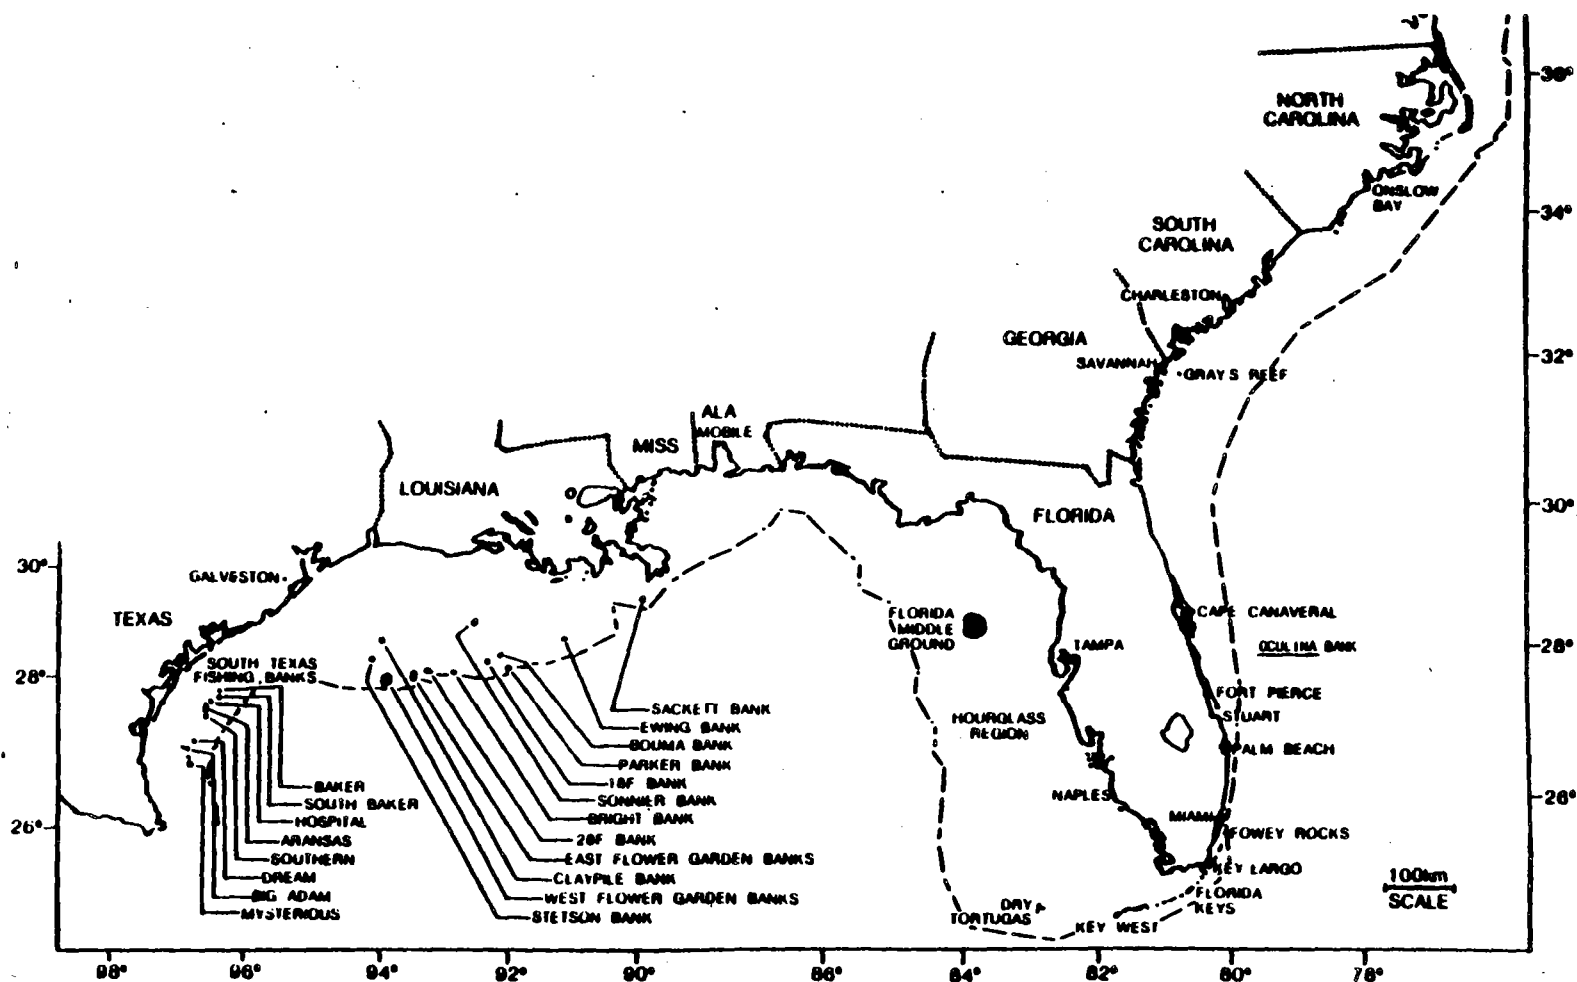 36°
NORTH
CAROLINA
ONSLOW
BAY
34°
SOUTH
CAROLINA
CHARLESTON
GEORGIA
32°
SAVANNAH
GRAYS REEF
ALA
MOBILE
MISS
LOUISIANA
30°
FLORIDA
30°
GALVESTON
TEXAS
CAPE CANAVERAL
FLORIDA
MIDDLE
GROUND
TAMPA
28°
OCULINA BANK
SOUTH TEXAS
FISHING BANKS
28°
FORT PIERCE
STUART
HOURGLASS
REGION
PALM BEACH
SACKETT BANK
EWING BANK
BOUMA BANK
PARKER BANK
18F BANK
SONNIER BANK
BRIGHT BANK
28F BANK
EAST FLOWER GARDEN BANKS
CLAYPILE BANK
WEST FLOWER GARDEN BANKS
STETSON BANK
BAKER
SOUTH BAKER
HOSPITAL
ARANSAS
SOUTHERN
DREAM
BIG ADAM
MYSTERIOUS
26°
26°
NAPLES
MIAMI
FOWEY ROCKS
KEY LARGO
FLORIDA
KEYS
DRY
TORTUGAS
KEY WEST
100km
SCALE
98°
96°
94°
92°
90°
86°
84°
82°
80°
78°